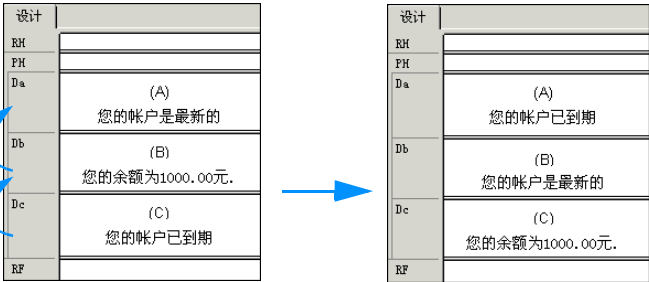 设计
RH
PH
Da
(A)
您的帐户是最新的
Db
(B)
您的余额为1000.00元.
Dc
(C)
您的帐户已到期
RF
设计
RH
PH
Da
(A)
您的帐户已到期
Db
(B)
您的帐户是最新的
Dc
(C)
您的余额为1000.00元.
RF